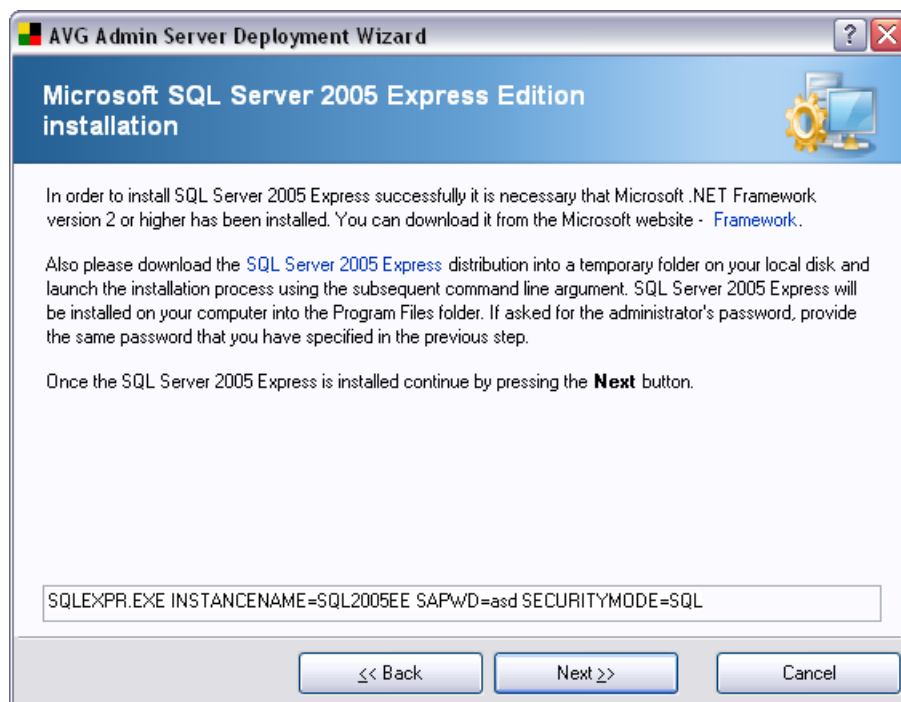 AVG Admin Server Deployment Wizard
?
Microsoft SQL Server 2005 Express Edition
installation
In order to install SQL Server 2005 Express successfully it is necessary that Microsoft .NET Framework
version 2 or higher has been installed. You can download it from the Microsoft website - Framework.
Also please download the SQL Server 2005 Express distribution into a temporary folder on your local disk and
launch the installation process using the subsequent command line argument. SQL Server 2005 Express will
be installed on your computer into the Program Files folder. If asked for the administrator's password, provide
the same password that you have specified in the previous step.
Once the SQL Server 2005 Express is installed continue by pressing the Next button.
SQLEXPR.EXE INSTANCENAME=SQL2005EE SAPWD=asd SECURITYMODE=SQL
<< Back
Next >>
Cancel